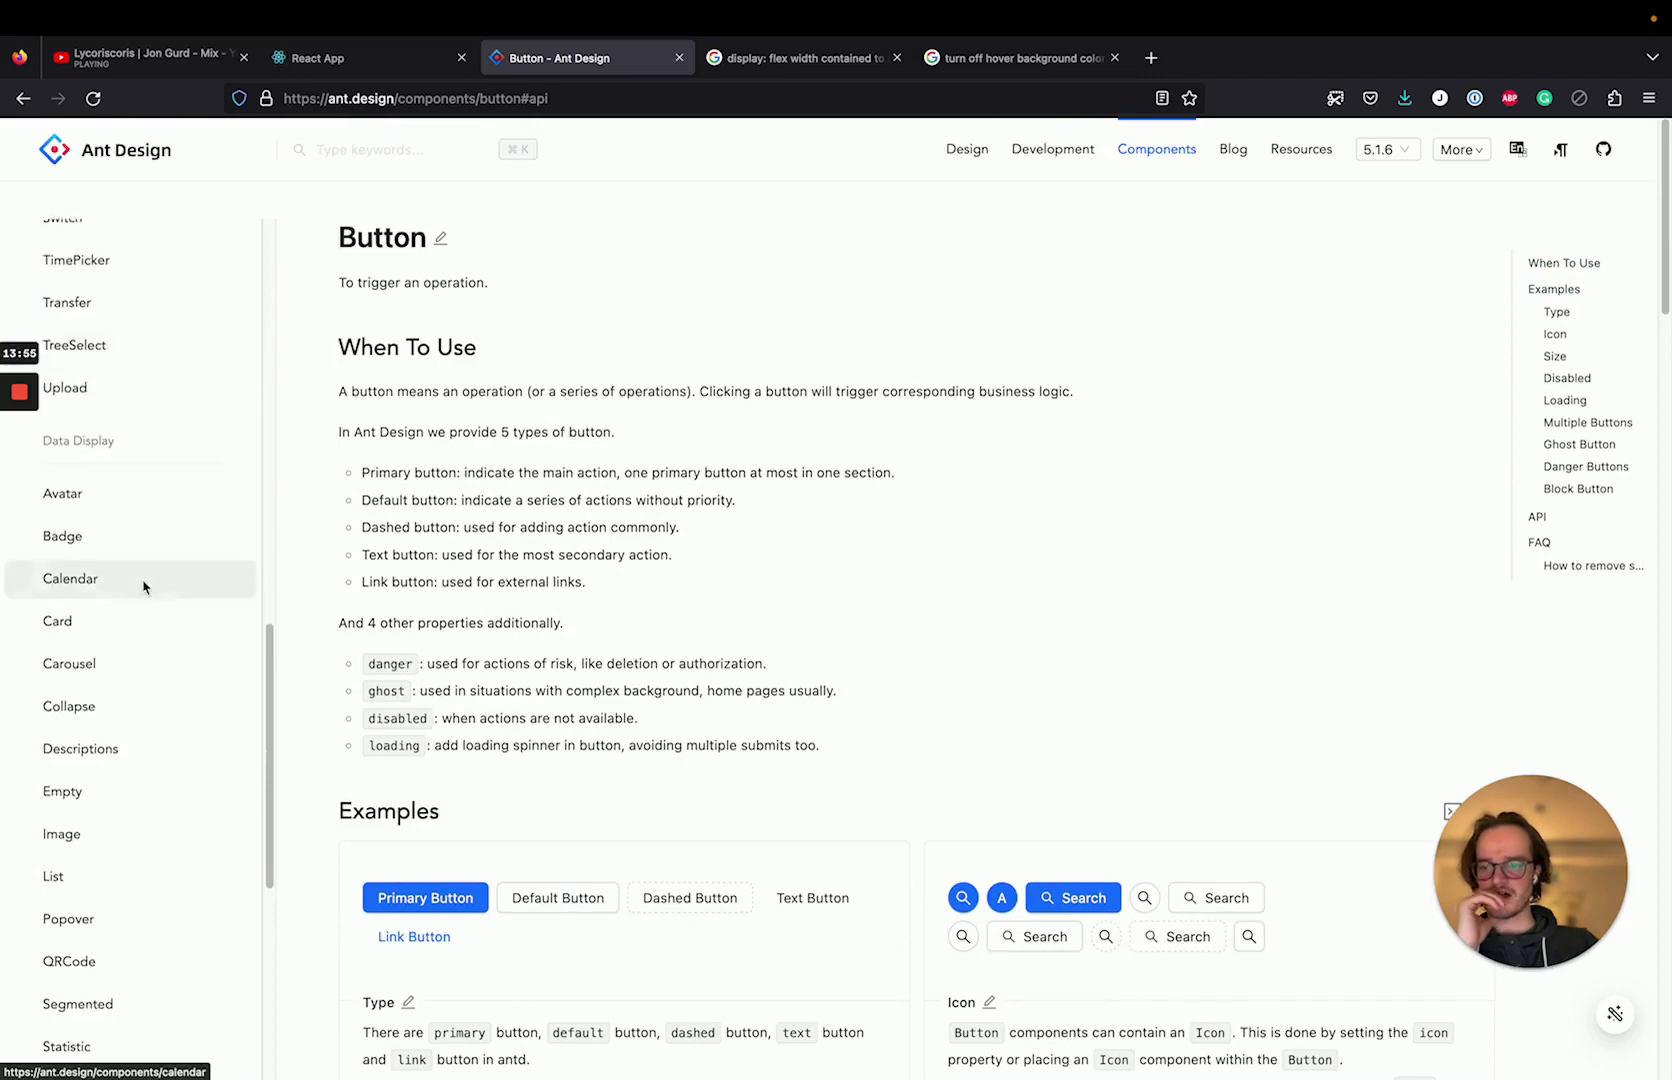 Lycoriscoris | Jon Gurd - Mix - Y
PLAYING
React App
Button - Ant Design
display: flex width contained to
turn off hover background color
https://ant.design/components/button#api
Ant Design
Type keywords...
⌘ K
Design
Development
Components
Blog
Resources
5.1.6
More
En
Switch
TimePicker
Transfer
13:55
TreeSelect
Upload
Data Display
Avatar
Badge
Calendar
Card
Carousel
Collapse
Descriptions
Empty
Image
List
Popover
QRCode
Segmented
Statistic
https://ant.design/components/calendar
Button
To trigger an operation.
When To Use
A button means an operation (or a series of operations). Clicking a button will trigger corresponding business logic.
In Ant Design we provide 5 types of button.
Primary button: indicate the main action, one primary button at most in one section.
Default button: indicate a series of actions without priority.
Dashed button: used for adding action commonly.
Text button: used for the most secondary action.
Link button: used for external links.
And 4 other properties additionally.
danger : used for actions of risk, like deletion or authorization.
ghost : used in situations with complex background, home pages usually.
disabled : when actions are not available.
loading : add loading spinner in button, avoiding multiple submits too.
Examples
Primary Button
Default Button
Dashed Button
Text Button
Link Button
Type
There are primary button, default button, dashed button, text button
and link button in antd.
A
Search
Search
Search
Search
Icon
Button components can contain an Icon. This is done by setting the icon
property or placing an Icon component within the Button.
When To Use
Examples
Type
Icon
Size
Disabled
Loading
Multiple Buttons
Ghost Button
Danger Buttons
Block Button
API
FAQ
How to remove s...
ABP